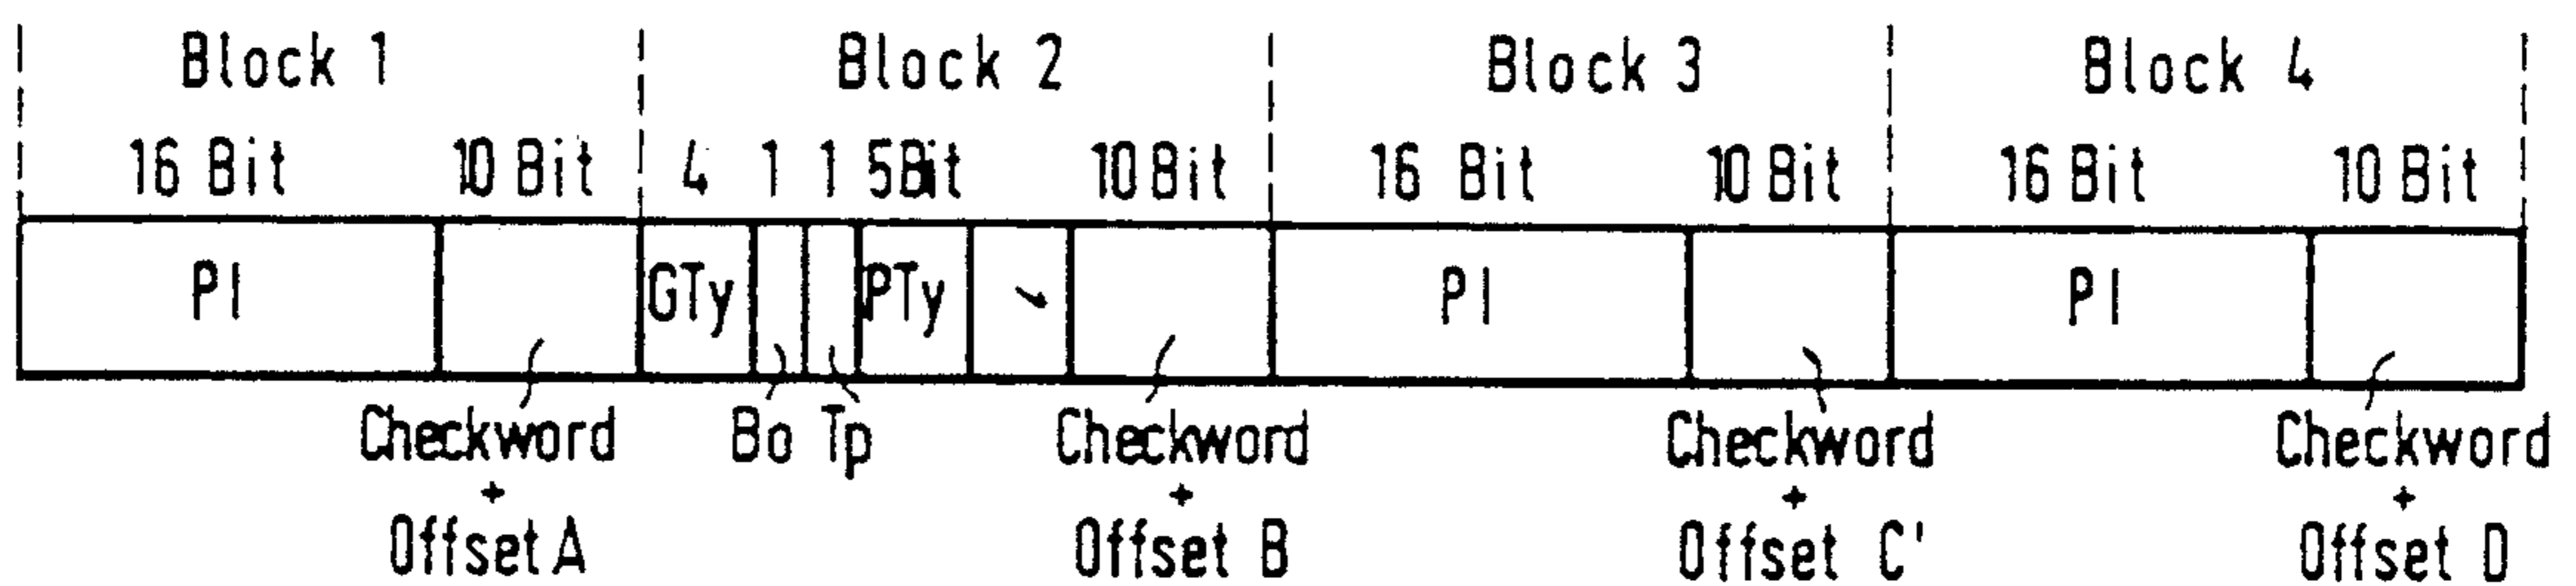 Block 1 Block 2 Block 3 Block 4
16 Bit 10 Bit 4 1 1 5Bit 10 Bit 16 Bit 10 Bit 16 Bit 10 Bit
PI GTy PTy PI PI
Checkword Bo Tp Checkword Checkword Checkword
+ + + +
Offset A Offset B Offset C' Offset D